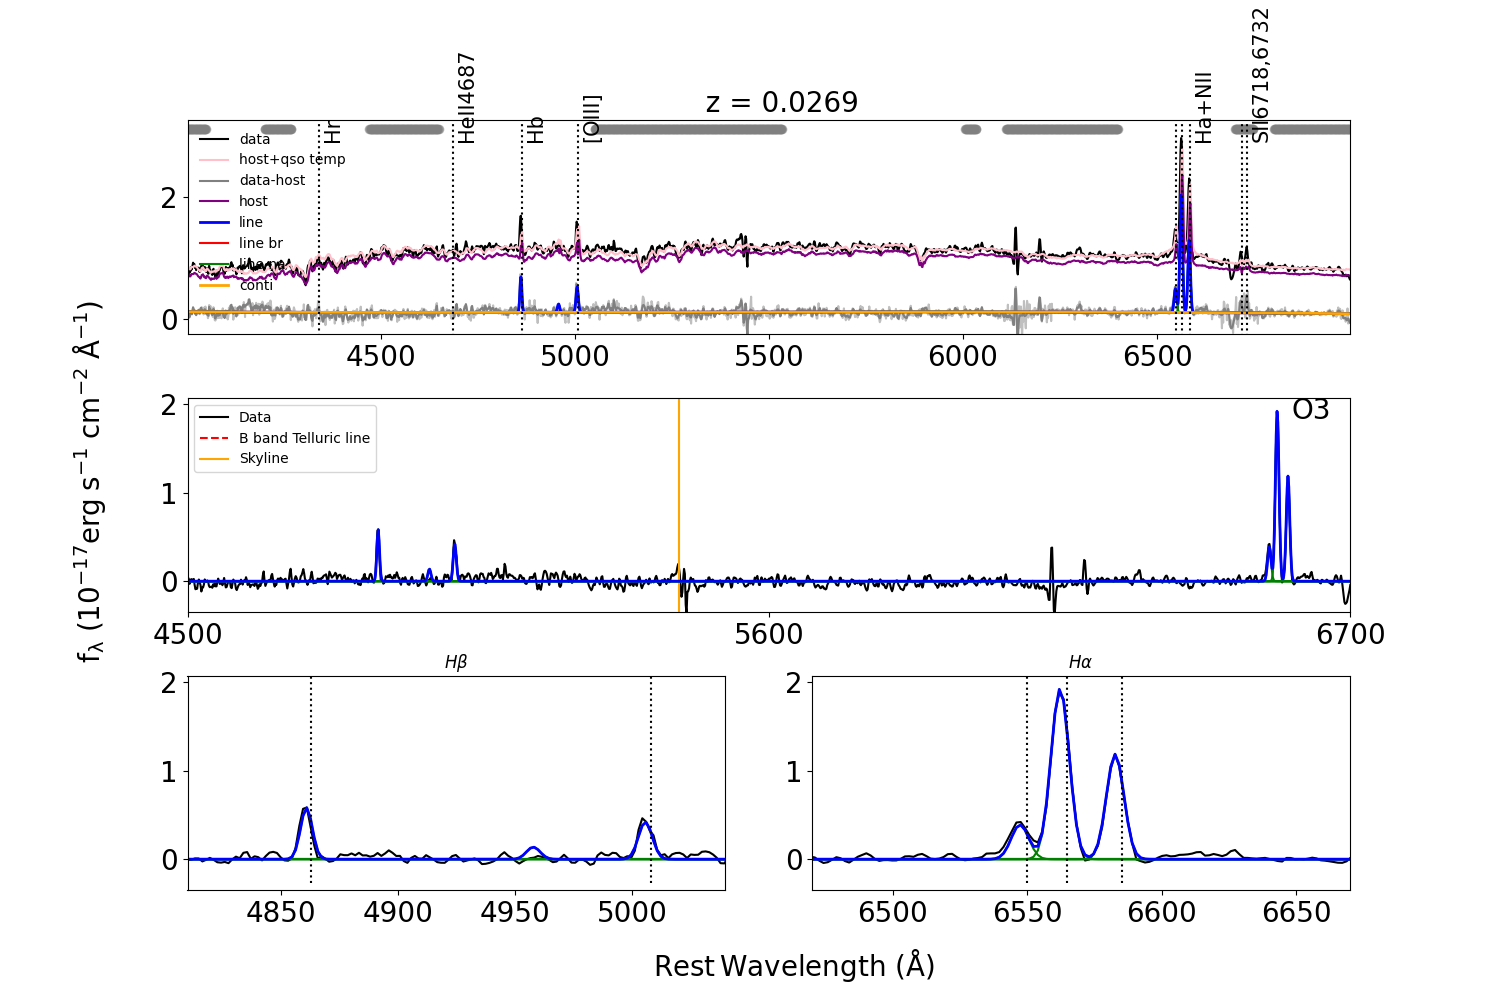 z = 0.0269
Hr
HeII4687
Hb
[OIII]
Ha+NII
SII6718,6732
data
host+qso temp
data-host
host
line
line br
conti
2
0
4500
5000
5500
6000
6500
f_λ (10^{-17}erg s^{-1} cm^{-2} Å^{-1})
Data
B band Telluric line
Skyline
O3
2
1
0
4500
5600
6700
Hβ
2
1
0
4850
4900
4950
5000
Hα
2
1
0
6500
6550
6600
6650
Rest Wavelength (Å)